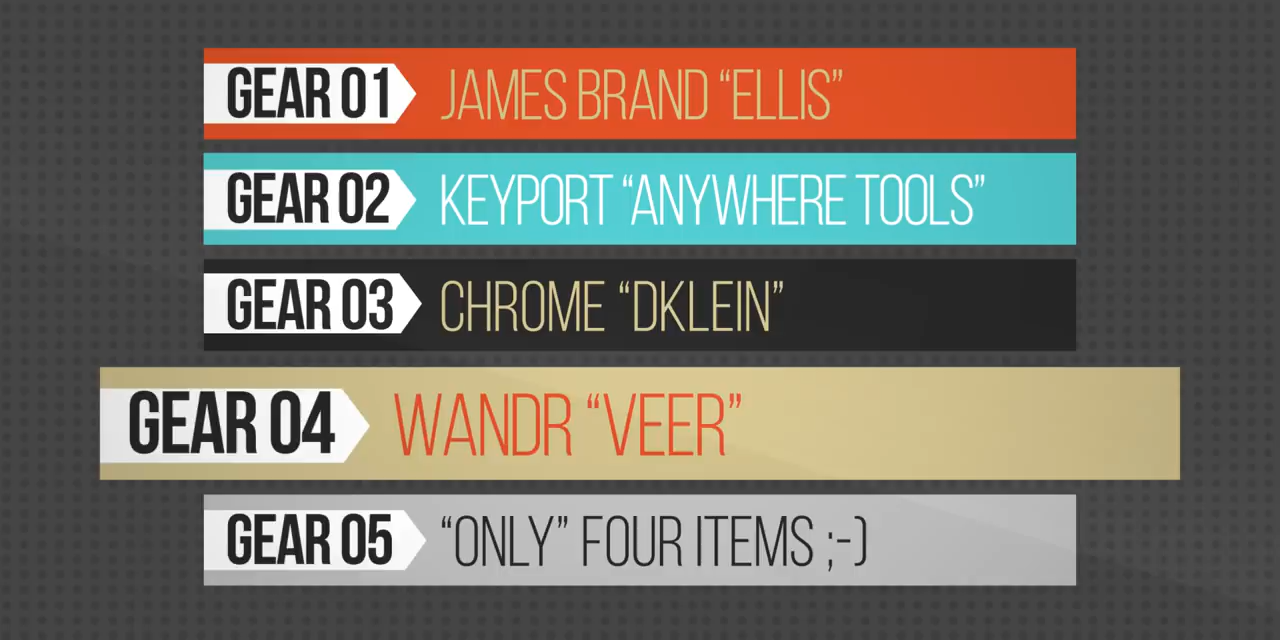 GEAR 01 JAMES BRAND “ELLIS”
GEAR 02 KEYPORT “ANYWHERE TOOLS”
GEAR 03 CHROME “DKLEIN”
GEAR 04 WANDR “VEER”
GEAR 05 “ONLY” FOUR ITEMS ;-)